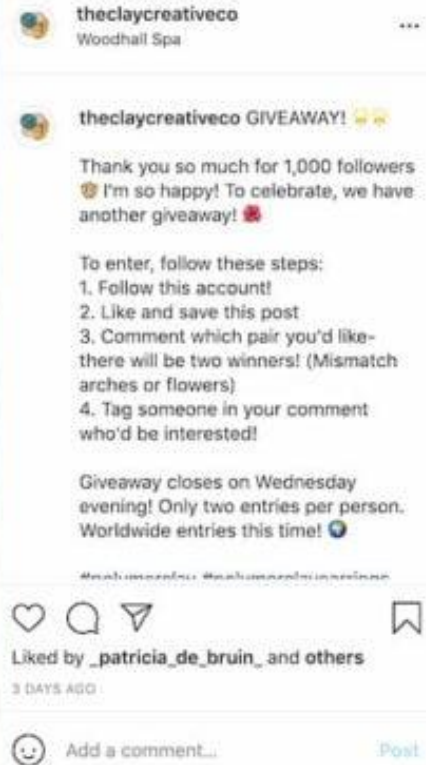 theclaycreativeco
Woodhall Spa
theclaycreativeco GIVEAWAY!
Thank you so much for 1,000 followers
I'm so happy! To celebrate, we have
another giveaway!
To enter, follow these steps:
1. Follow this account!
2. Like and save this post
3. Comment which pair you'd like-
there will be two winners! (Mismatch
arches or flowers)
4. Tag someone in your comment
who'd be interested!
Giveaway closes on Wednesday
evening! Only two entries per person.
Worldwide entries this time!
Liked by _patricia_de_bruin_ and others
3 DAYS AGO
Add a comment...
Post